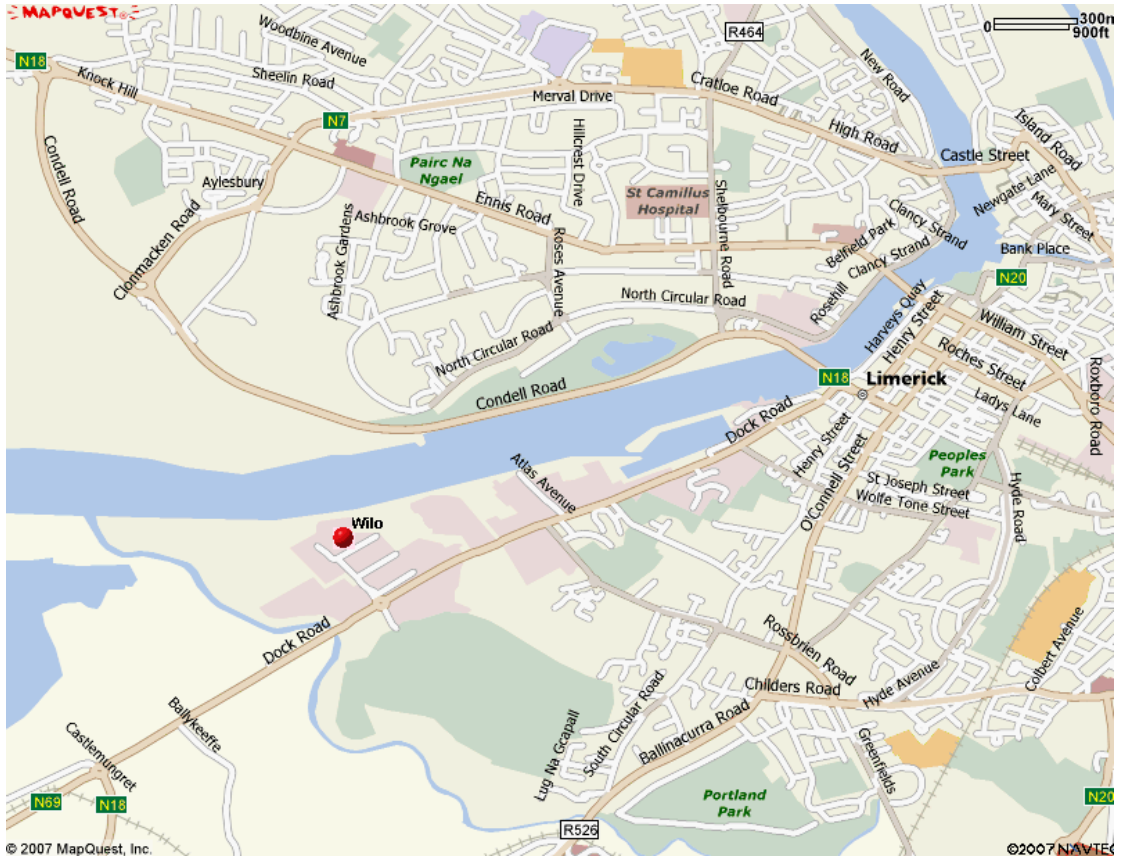 MAPQUEST
300m
0
900ft
R464
Woodbine Avenue
N18
New Road
Sheelin Road
Knock Hill
Cratloe Road
Merval Drive
N7
Island Road
High Road
Hillcrest Drive
Castle Street
Condell Road
Pairc Na
Ngael
Aylesbury
Newgate Lane
St Camillus
Hospital
Shelbourne Road
Mary Street
Ennis Road
Clancy Strand
Ashbrook Grove
Ashbrook Gardens
Clonmacken Road
Belfield Park
Clancy Strand
Bank Place
Roses Avenue
N20
North Circular Road
Rosehill
Harveys Quay
Henry Street
William Street
North Circular Road
Roches Street
Roxboro Road
N18
Limerick
Condell Road
Ladys Lane
Dock Road
Henry Street
O'Connell Street
Peoples
Park
Atlas Avenue
St Joseph Street
Hyde Road
Wolfe Tone Street
Wilo
Dock Road
Rossbrien Road
Colbert Avenue
Childers Road
Hyde Avenue
Ballykeeffe
South Circular Road
Ballinacurra Road
Lug Na Gcapall
Greenfields
Castlemungret
Portland
Park
N69
N18
N20
R526
© 2007 MapQuest, Inc.
©2007 NAVTEQ